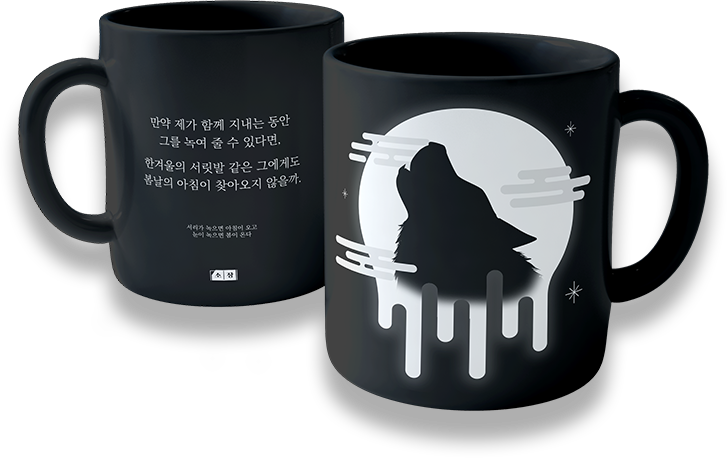 만약 제가 함께 지내는 동안
그를 녹여 줄 수 있다면,
한겨울의 서릿발 같은 그에게도
봄날의 아침이 찾아오지 않을까.
서리가 녹으면 아침이 오고
눈이 녹으면 봄이 온다
소장